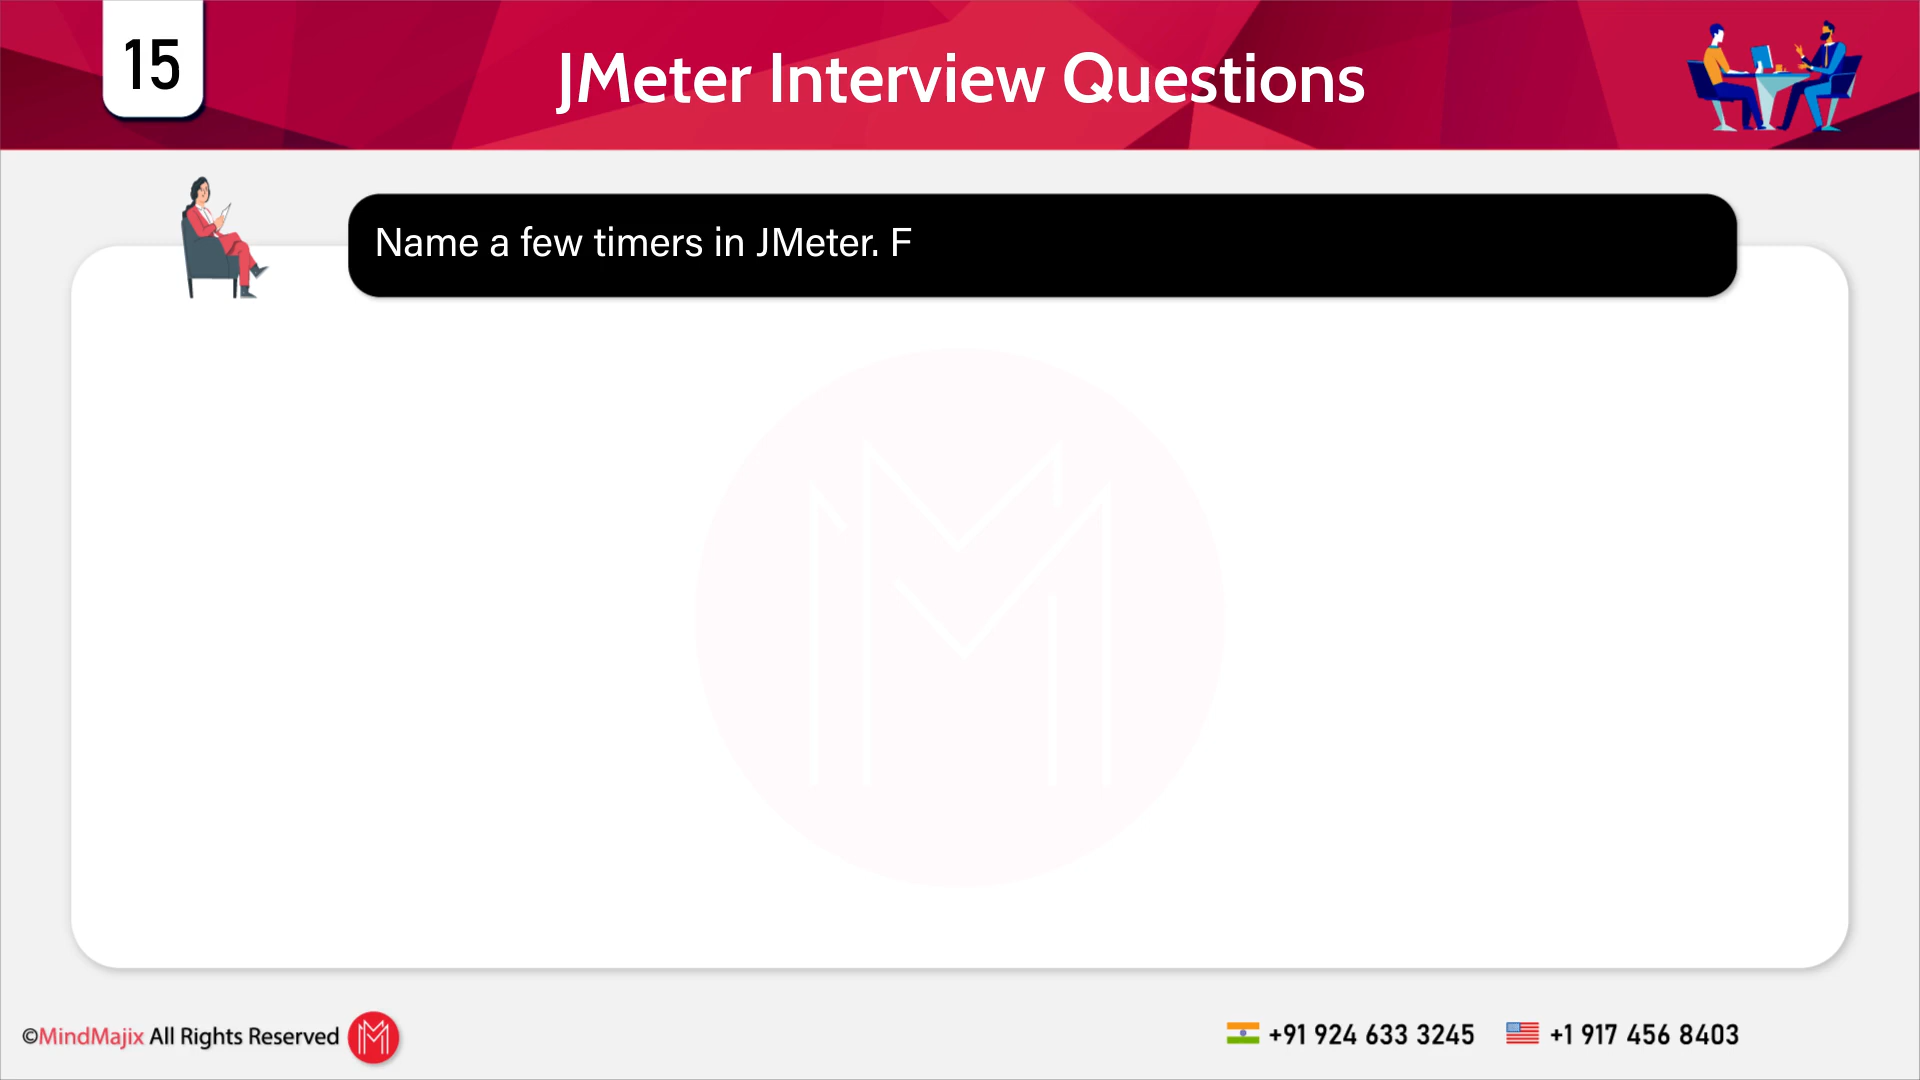 15
JMeter Interview Questions
Name a few timers in JMeter. F
©MindMajix All Rights Reserved
+91 924 633 3245
+1 917 456 8403